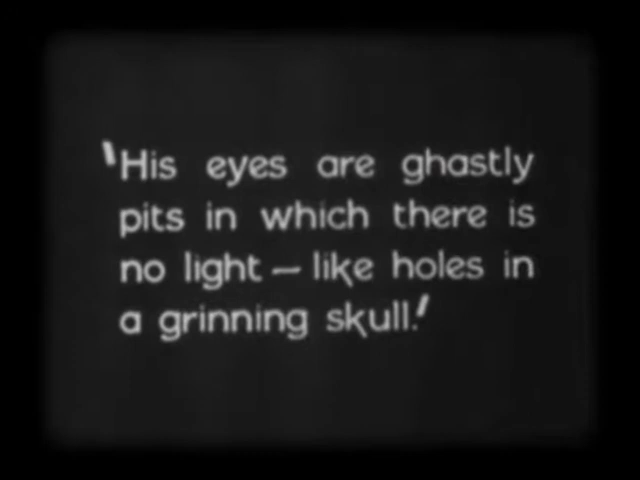 'His eyes are ghastly
pits in which there is
no light — like holes in
a grinning skull.'